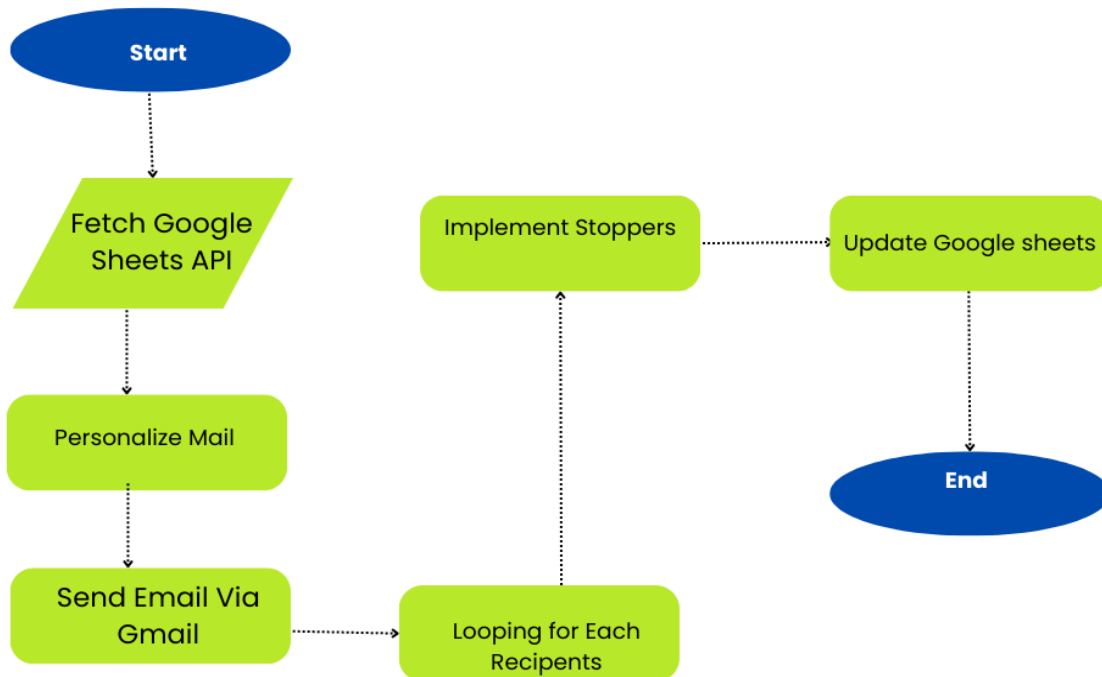 Start
Fetch Google
Sheets API
Personalize Mail
Send Email Via
Gmail
Looping for Each
Recipents
Implement Stoppers
Update Google sheets
End